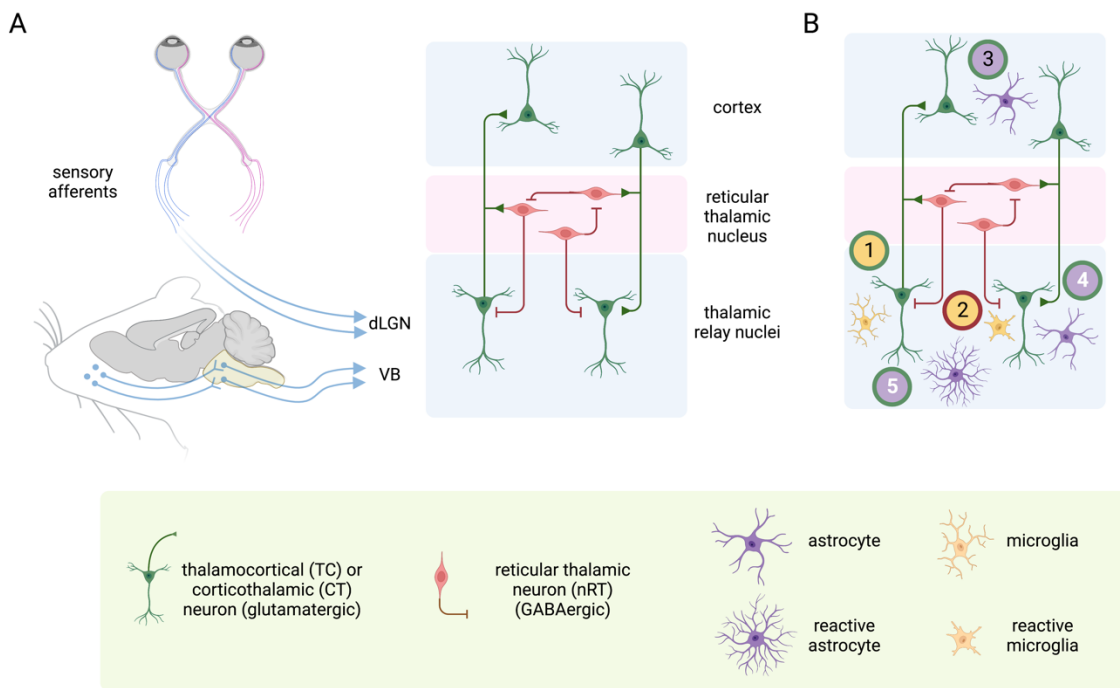 A
sensory
afferents
dLGN
VB
cortex
reticular
thalamic
nucleus
thalamic
relay nuclei
B
3
1
2
4
5
thalamocortical (TC) or
corticothalamic (CT)
neuron (glutamatergic)
reticular thalamic
neuron (nRT)
(GABAergic)
astrocyte
microglia
reactive
astrocyte
reactive
microglia